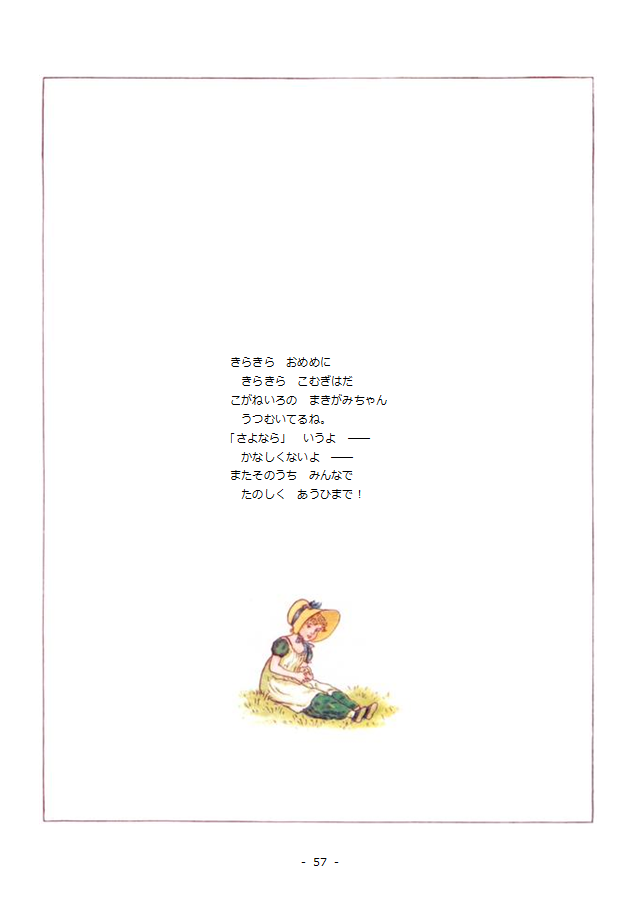 きらきら　おめめに
　きらきら　こむぎはだ
こがねいろの　まきがみちゃん
　うつむいてるね。
「さよなら」　いうよ　――
　かなしくないよ　――
またそのうち　みんなで
　たのしく　あうひまで！
- 57 -